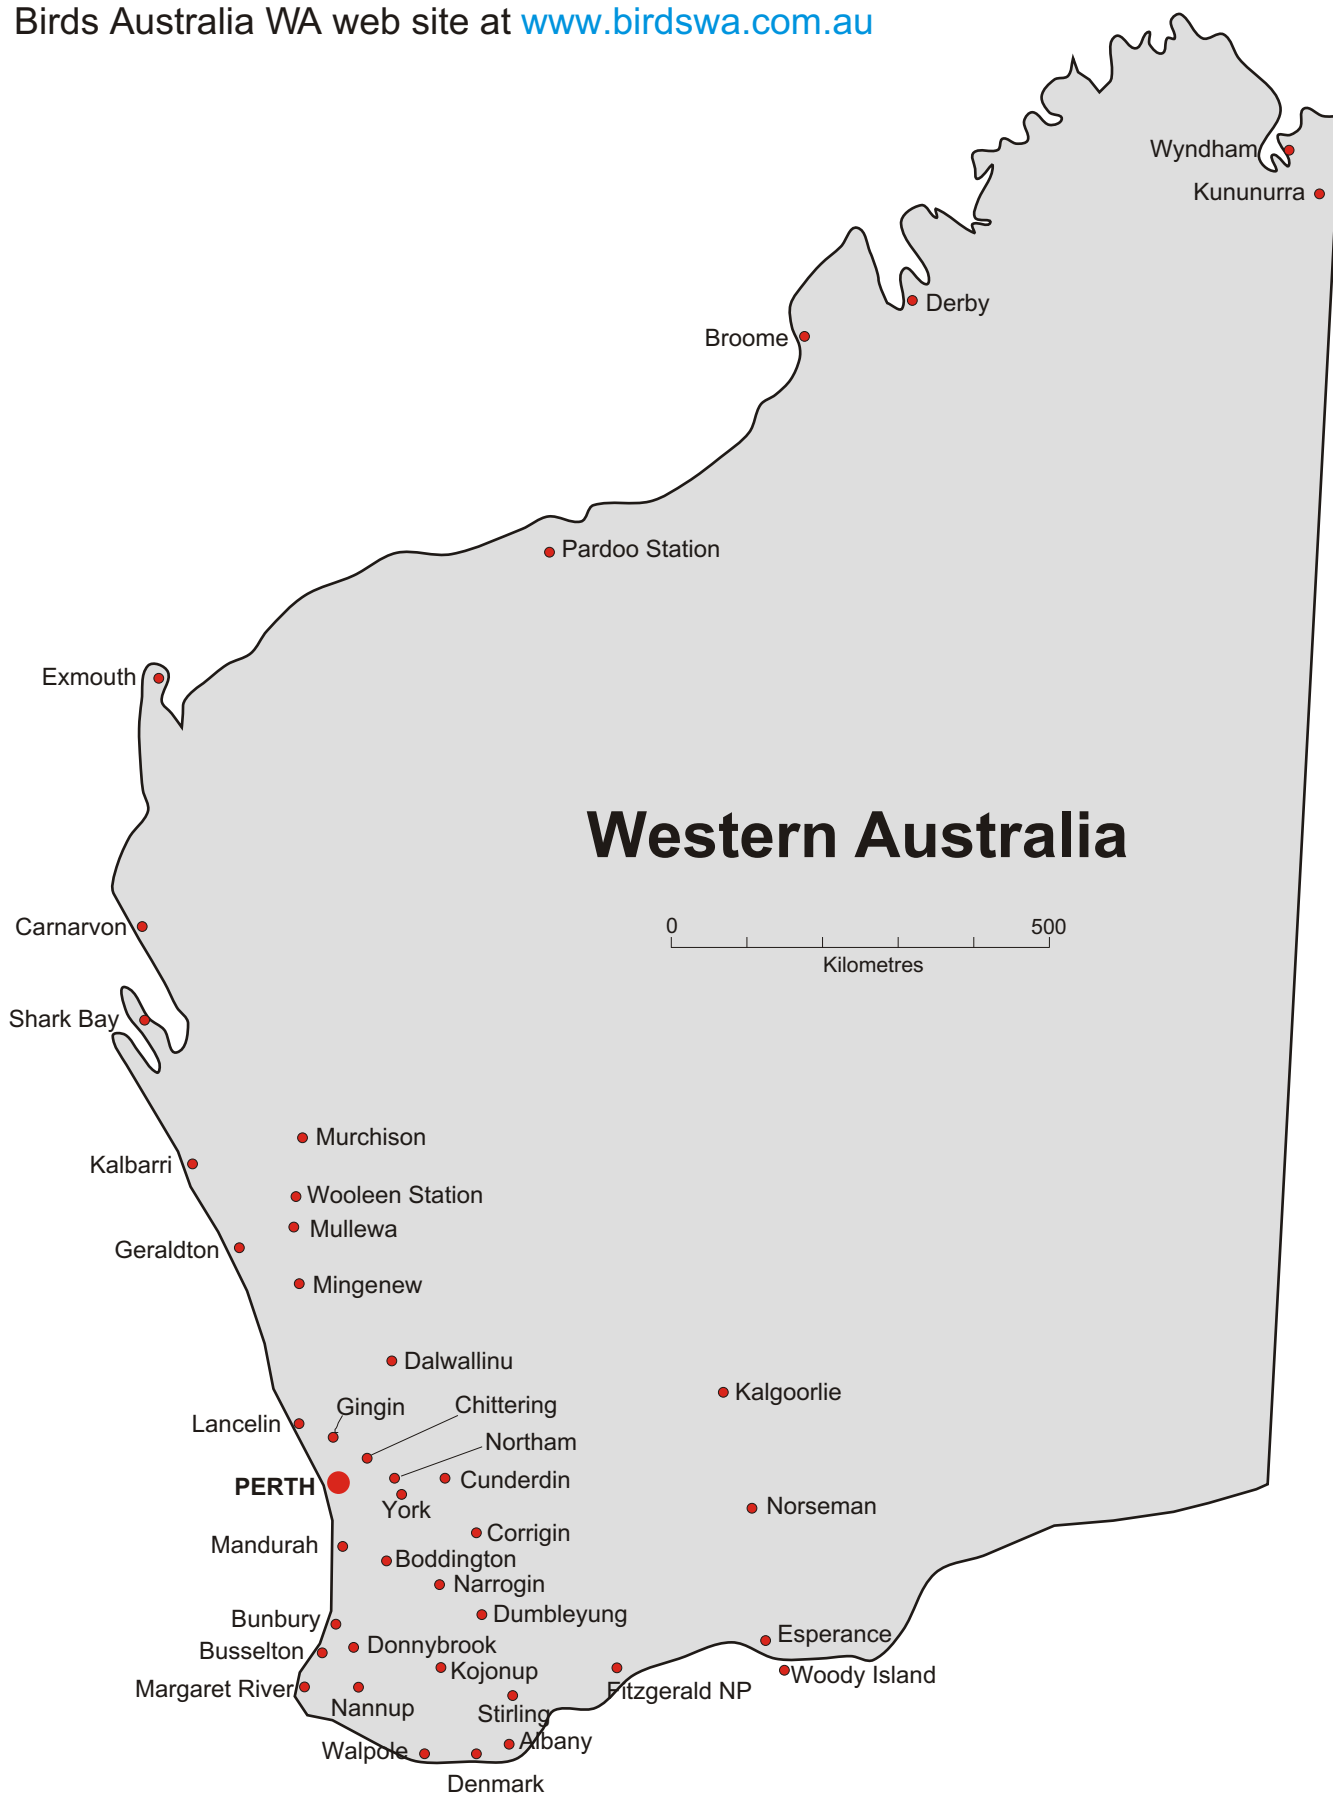 Birds Australia WA web site at www.birdswa.com.au
Wyndham
Kununurra
Derby
Broome
Pardoo Station
Exmouth
Western Australia
0 500
Kilometres
Carnarvon
Shark Bay
Murchison
Kalbarri
Wooleen Station
Mullewa
Geraldton
Mingenew
Dalwallinu
Kalgoorlie
Gingin
Chittering
Lancelin
Northam
Cunderdin
PERTH
York
Norseman
Corrigin
Mandurah
Boddington
Narrogin
Dumbleyung
Bunbury
Esperance
Donnybrook
Busselton
Kojonup
Woody Island
Margaret River
Fitzgerald NP
Nannup
Stirling
Albany
Walpole
Denmark